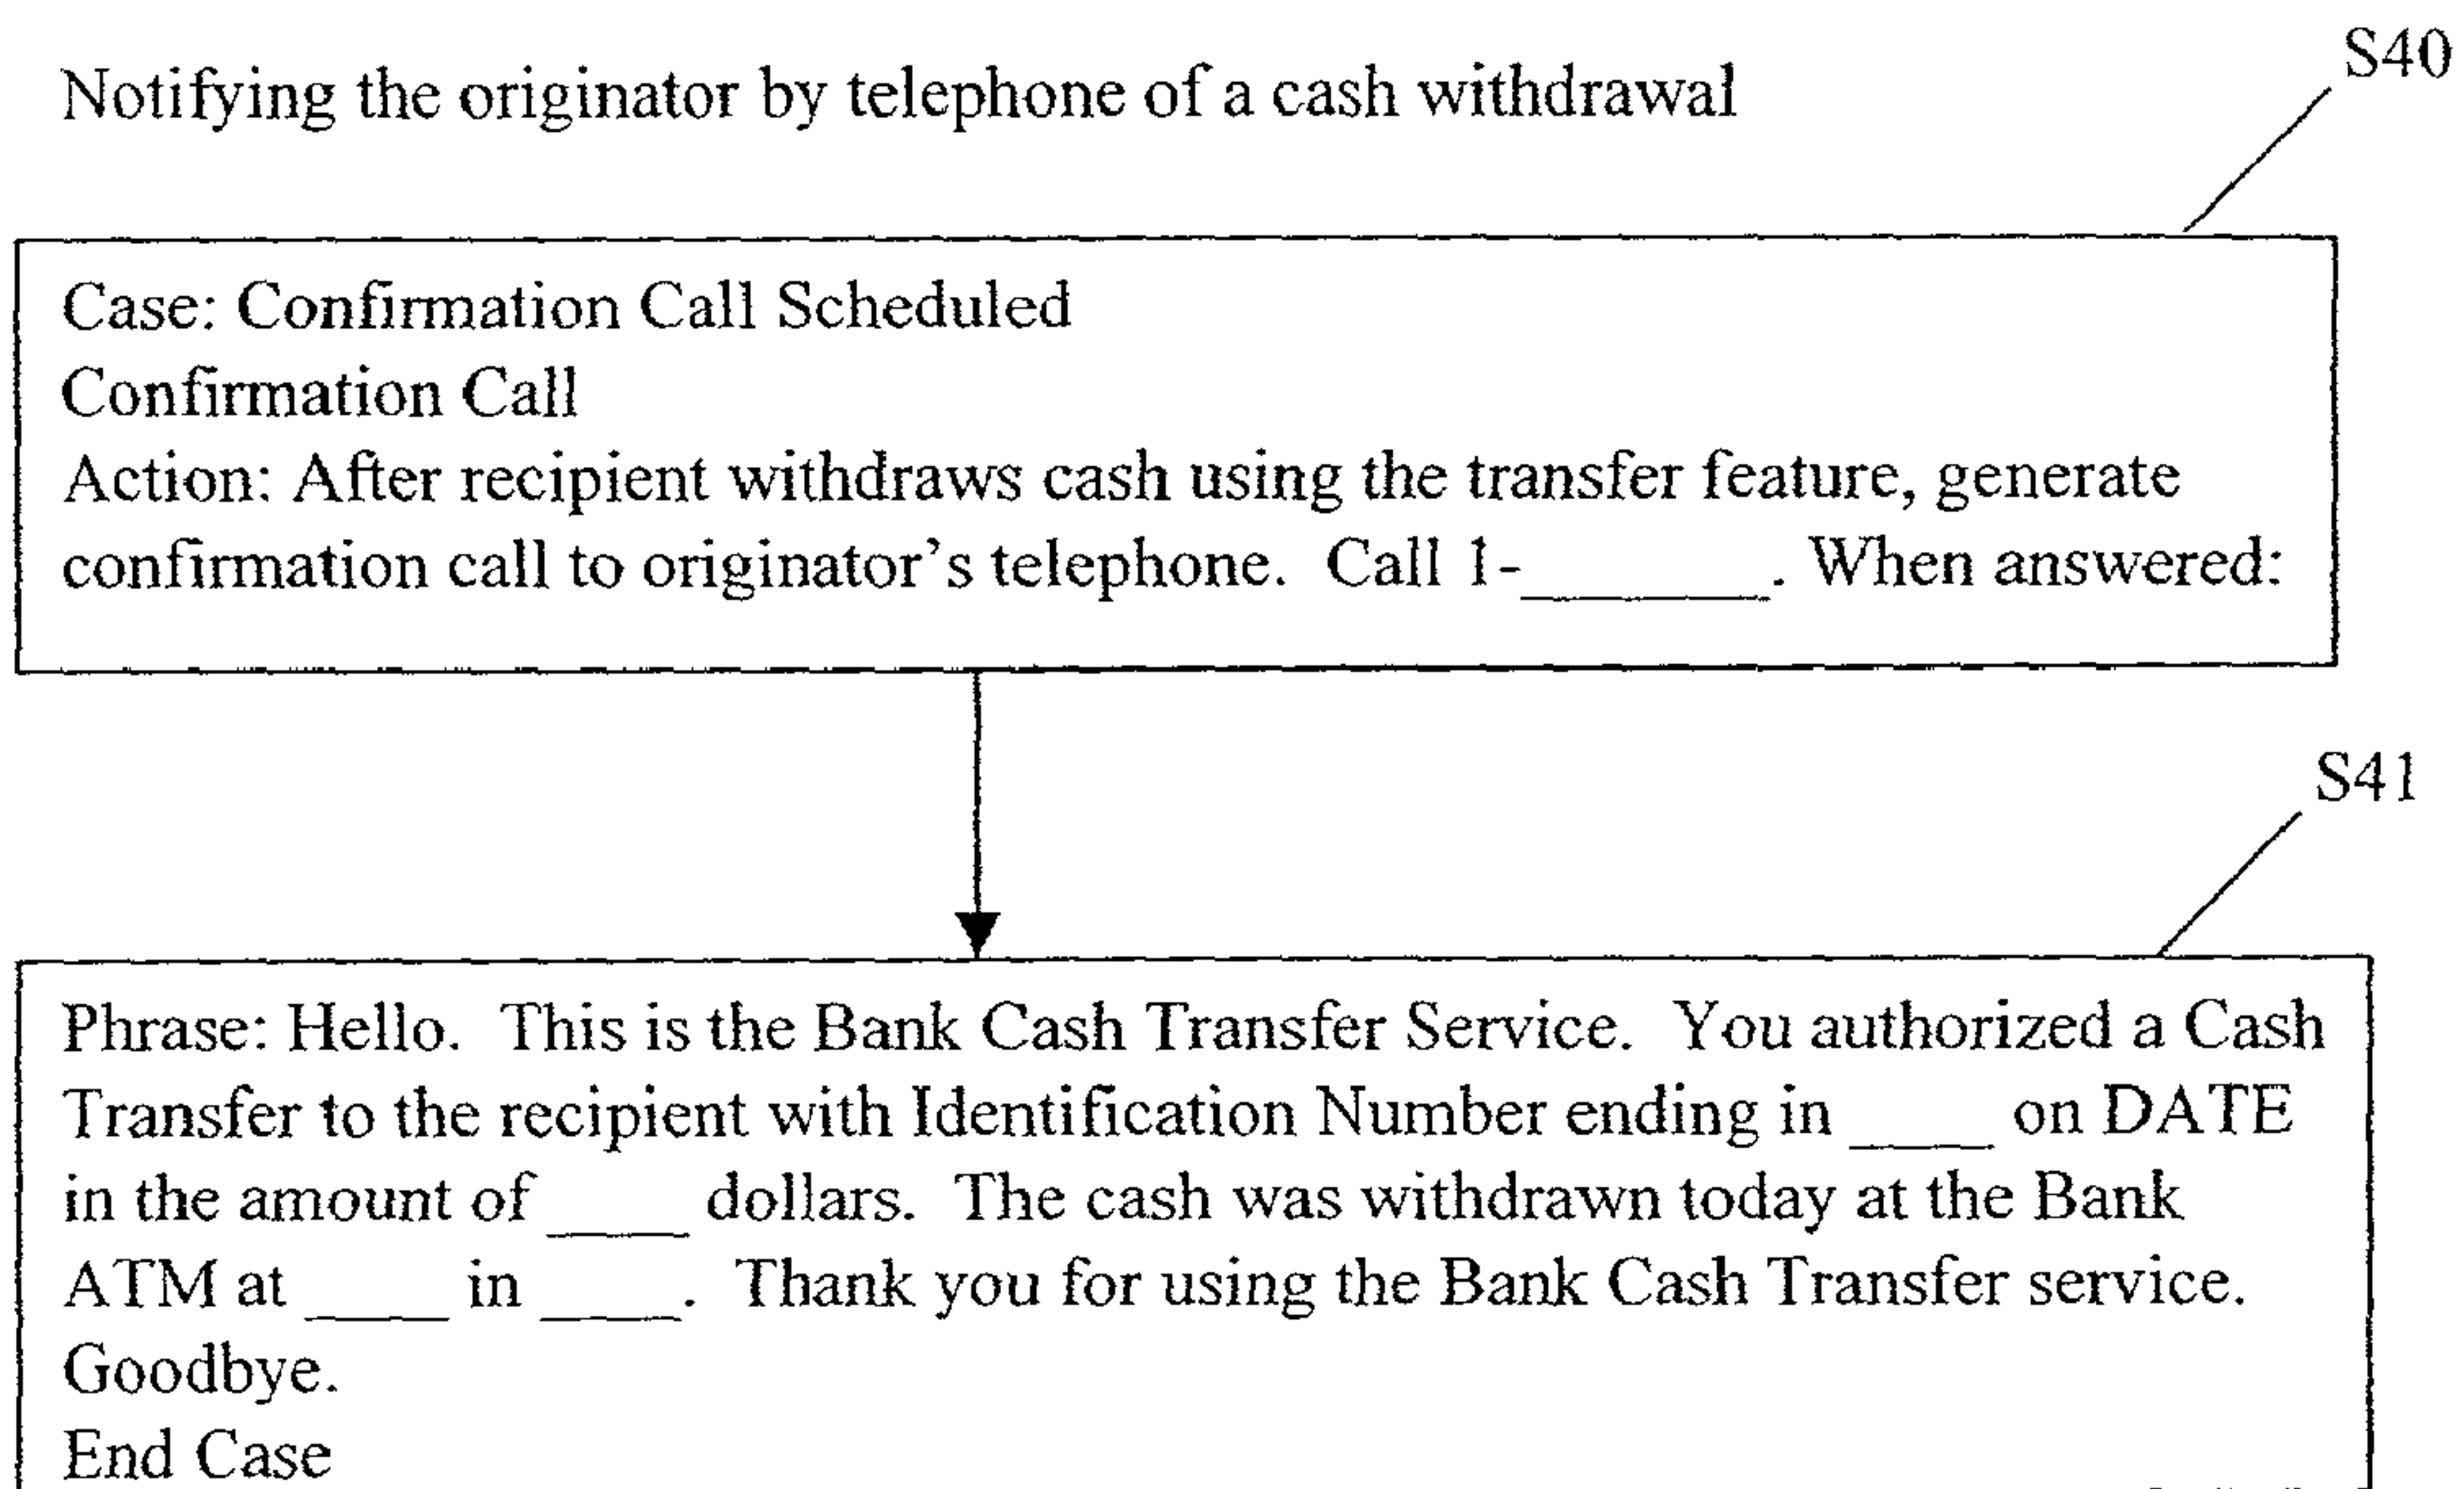 S40
Notifying the originator by telephone of a cash withdrawal
Case: Confirmation Call Scheduled
Confirmation Call
Action: After recipient withdraws cash using the transfer feature, generate
confirmation call to originator's telephone.  Call 1-_______. When answered:
S41
Phrase: Hello.  This is the Bank Cash Transfer Service.  You authorized a Cash
Transfer to the recipient with Identification Number ending in ____ on DATE
in the amount of ____ dollars.  The cash was withdrawn today at the Bank
ATM at ____ in ____.  Thank you for using the Bank Cash Transfer service.
Goodbye.
End Case